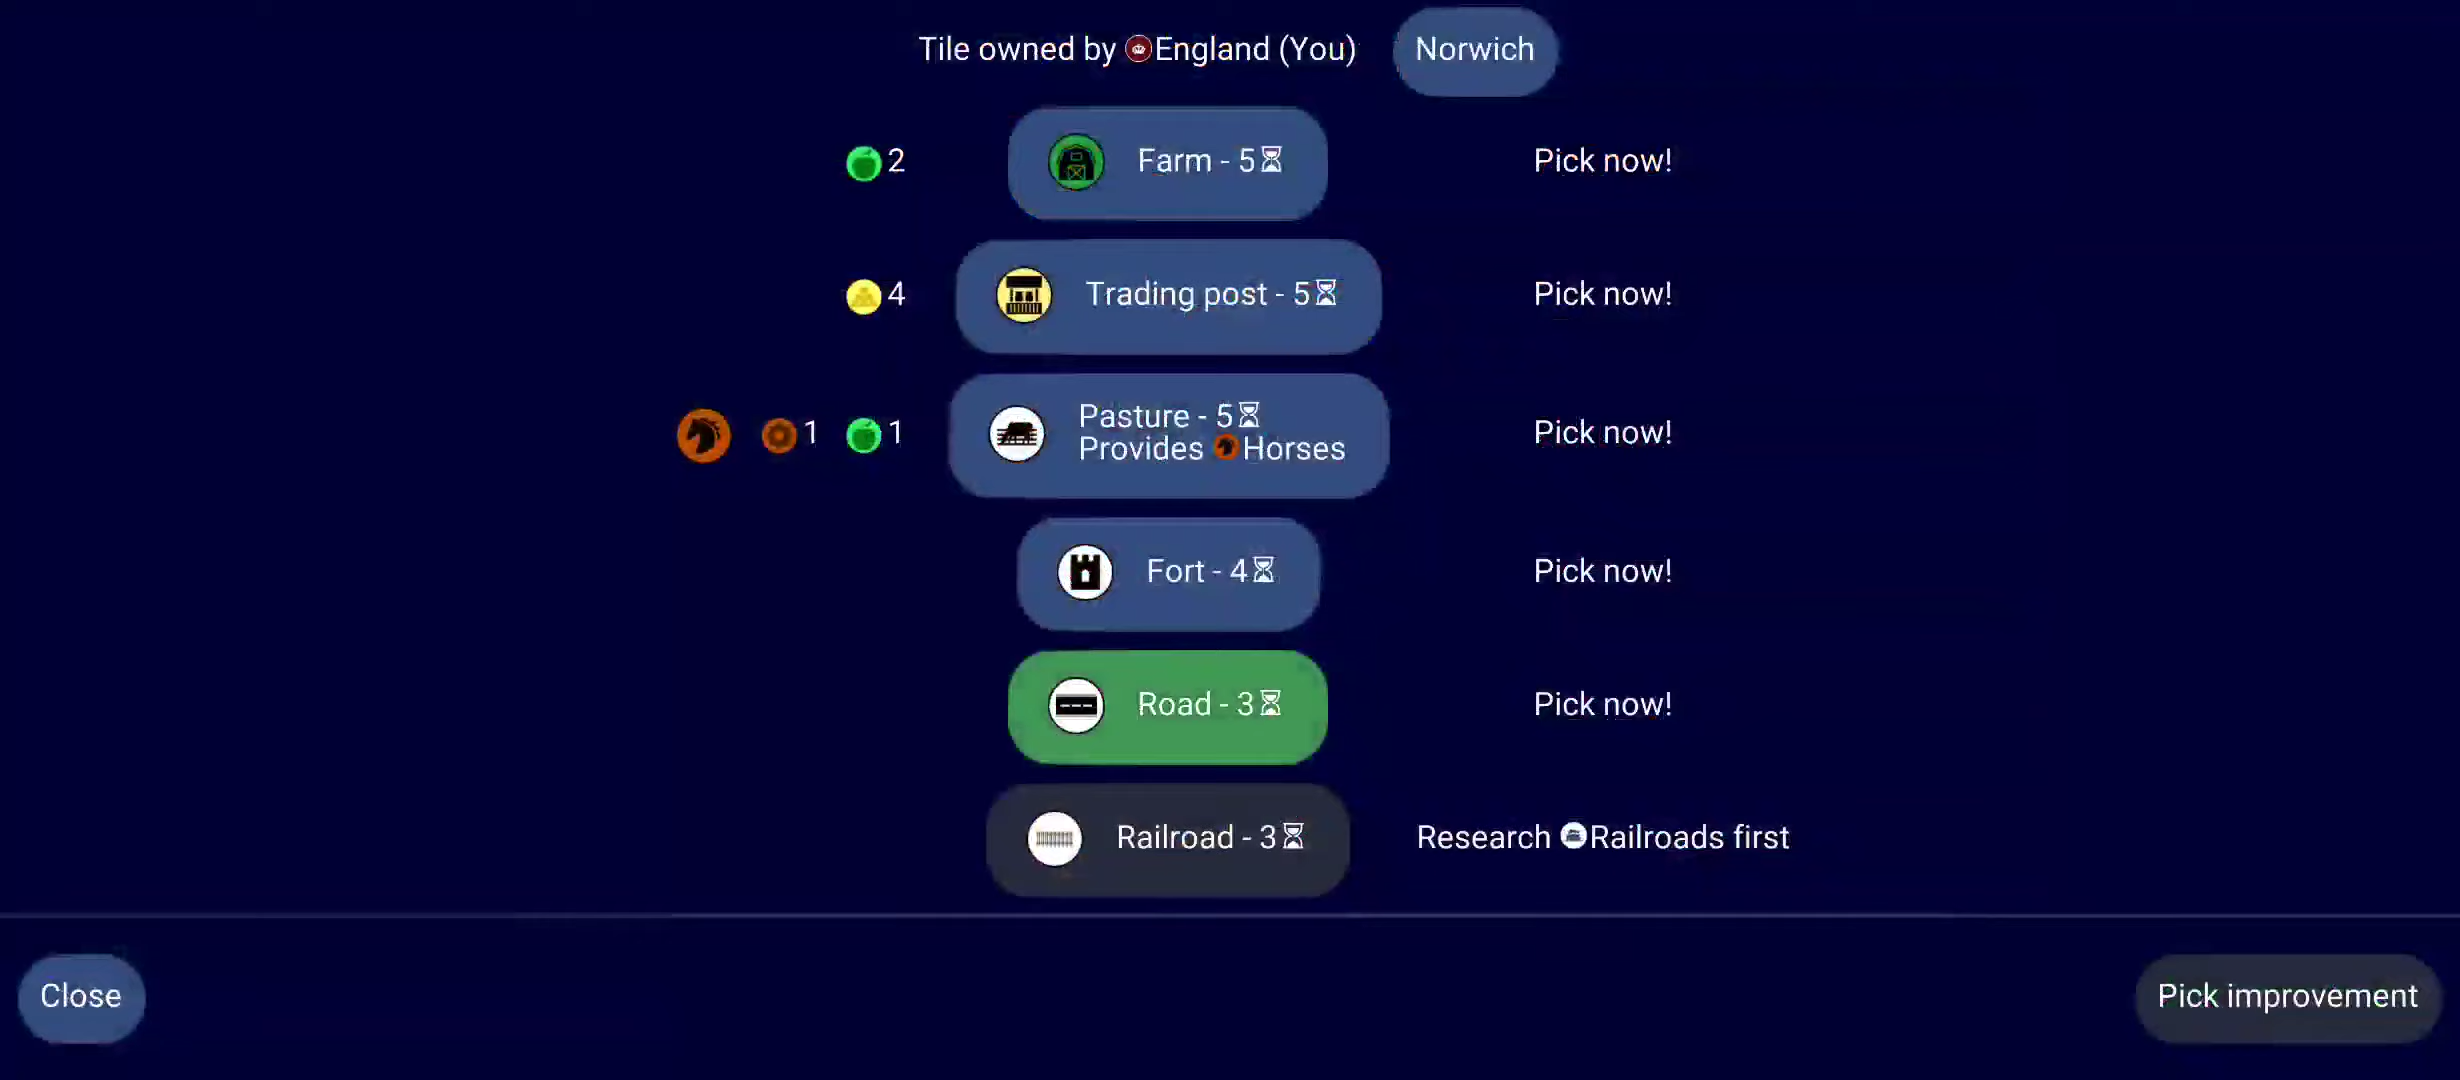 Tile owned by England (You) Norwich
2 Farm - 5⏳ Pick now!
4 Trading post - 5⏳ Pick now!
1 1 Pasture - 5⏳ Pick now!
Provides Horses
Fort - 4⏳ Pick now!
Road - 3⏳ Pick now!
Railroad - 3⏳ Research Railroads first
Close Pick improvement